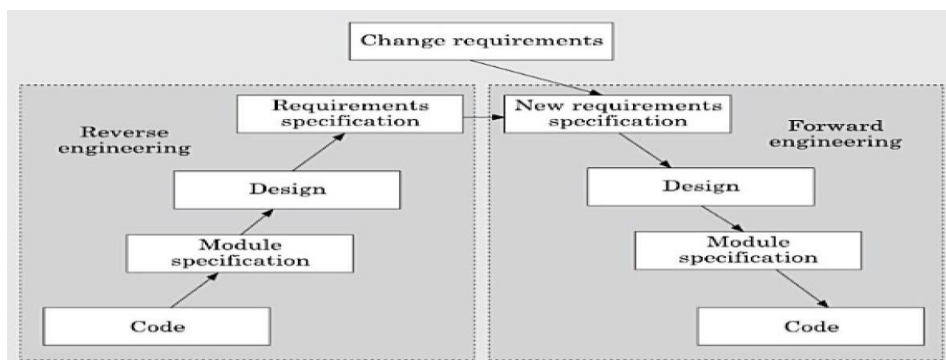 Change requirements
Requirements
specification
New requirements
specification
Reverse
engineering
Forward
engineering
Design
Design
Module
specification
Module
specification
Code
Code